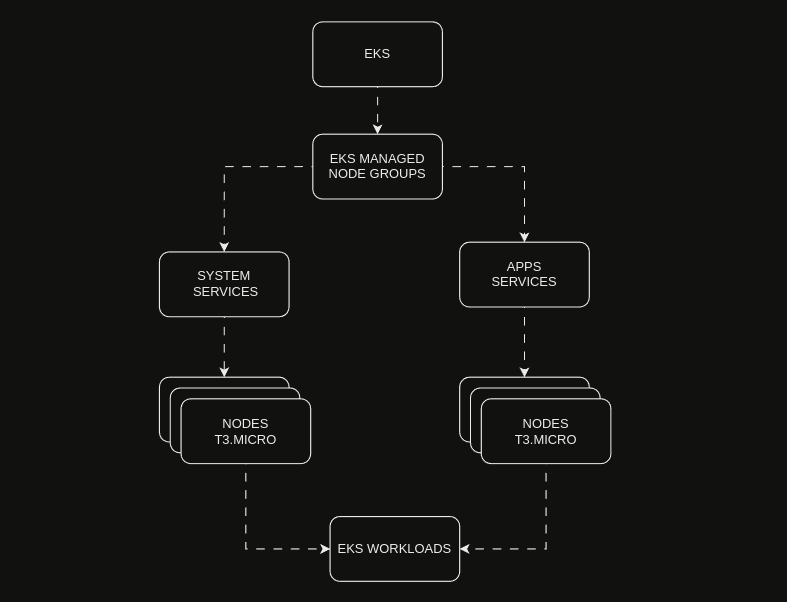 EKS
EKS MANAGED
NODE GROUPS
SYSTEM
SERVICES
APPS
SERVICES
NODES
T3.MICRO
NODES
T3.MICRO
EKS WORKLOADS